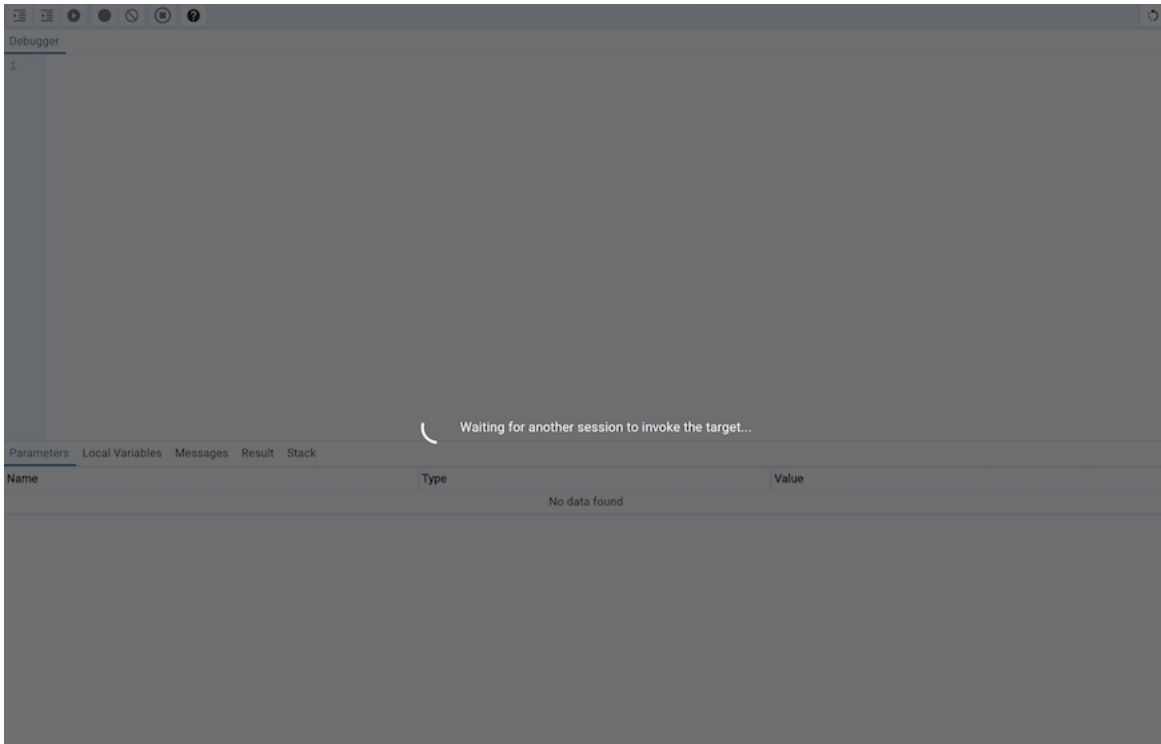 Debugger
1
Waiting for another session to invoke the target...
Parameters Local Variables Messages Result Stack
Name Type Value
No data found